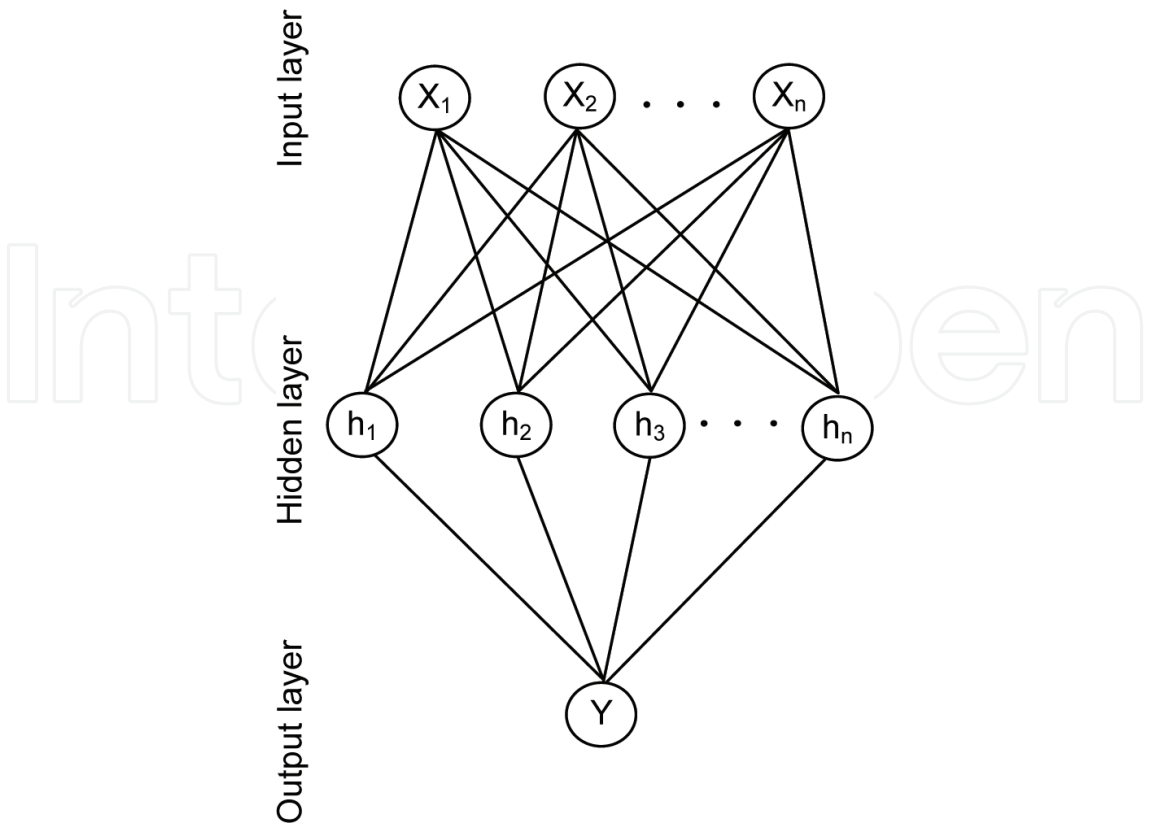 Input layer
X₁ X₂ . . . Xₙ
Hidden layer
h₁ h₂ h₃ . . . hₙ
Output layer
Y